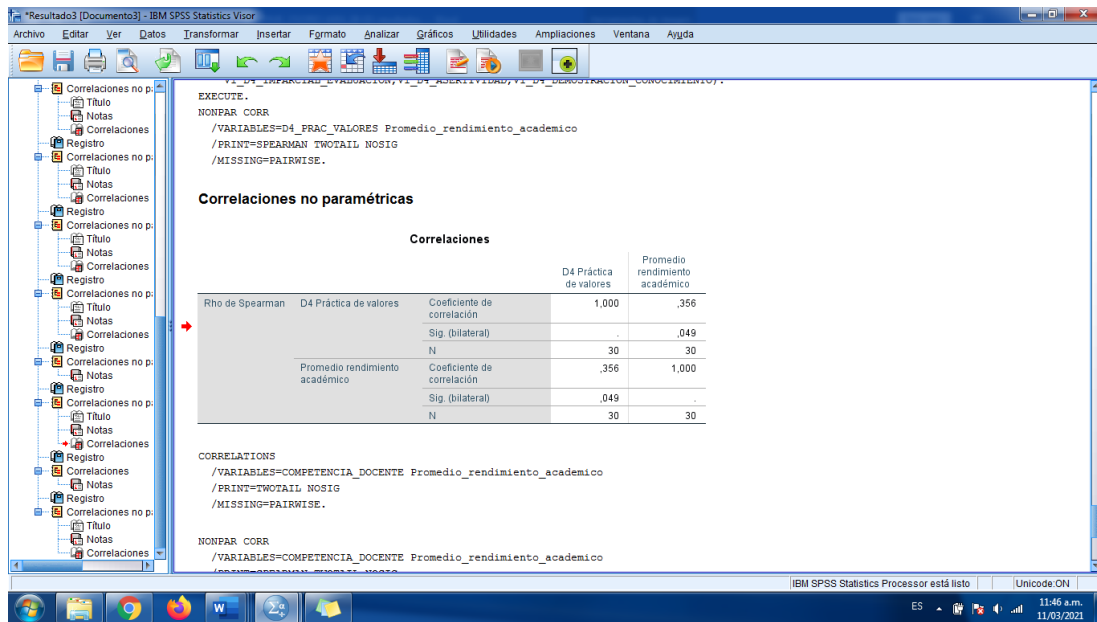 *Resultado3 [Documento3] - IBM SPSS Statistics Visor
Archivo Editar Ver Datos Transformar Insertar Formato Analizar Gráficos Utilidades Ampliaciones Ventana Ayuda
Correlaciones no p
Título
Notas
Correlaciones
Registro
Correlaciones no p
Título
Notas
Correlaciones
Registro
Correlaciones no p
Título
Notas
Correlaciones
Registro
Correlaciones no p
Título
Notas
Correlaciones
Registro
Correlaciones no p
Notas
Registro
Correlaciones no p
Título
Notas
Correlaciones
Registro
Correlaciones
Notas
Registro
Correlaciones no p
Título
Notas
Correlaciones
V1_D4_IMPARCIAL_EVALUACION,V1_D4_ASERTIVIDAD,V1_D4_DEMOSTRACION_CONOCIMIENTO).
EXECUTE.
NONPAR CORR
/VARIABLES=D4_PRAC_VALORES Promedio_rendimiento_academico
/PRINT=SPEARMAN TWOTAIL NOSIG
/MISSING=PAIRWISE.
Correlaciones no paramétricas
Correlaciones
D4 Práctica de valores
Promedio rendimiento académico
Rho de Spearman D4 Práctica de valores Coeficiente de correlación 1,000 ,356
Sig. (bilateral) . ,049
N 30 30
Promedio rendimiento académico Coeficiente de correlación ,356 1,000
Sig. (bilateral) ,049 .
N 30 30
CORRELATIONS
/VARIABLES=COMPETENCIA_DOCENTE Promedio_rendimiento_academico
/PRINT=TWOTAIL NOSIG
/MISSING=PAIRWISE.
NONPAR CORR
/VARIABLES=COMPETENCIA_DOCENTE Promedio_rendimiento_academico
/PRINT=SPEARMAN TWOTAIL NOSIG
IBM SPSS Statistics Processor está listo Unicode:ON
ES
11:46 a.m.
11/03/2021